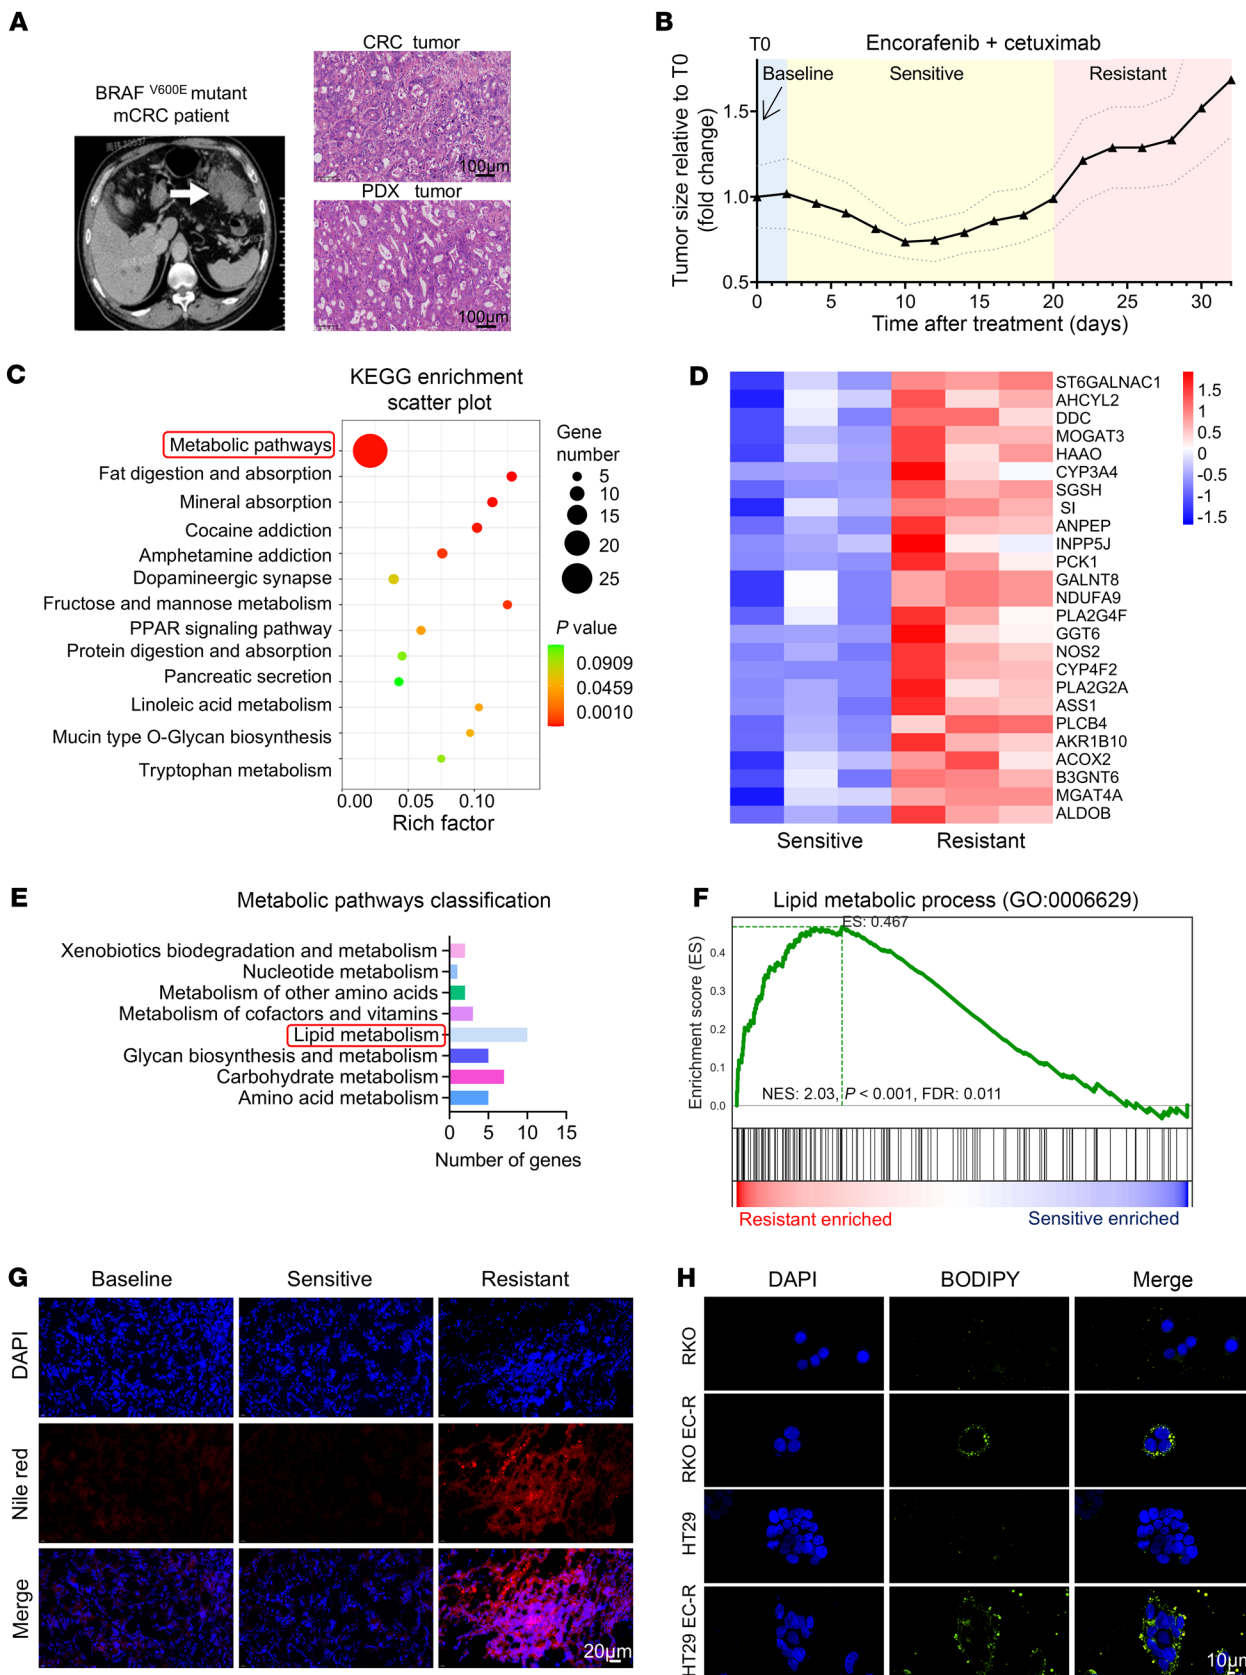 A
BRAF V600E mutant
mCRC patient
CRC tumor
100μm
PDX tumor
100μm
B
T0
Encorafenib + cetuximab
Baseline
Sensitive
Resistant
Tumor size relative to T0
(fold change)
1.5
1.0
0.5
0
5
10
15
20
25
30
Time after treatment (days)
C
KEGG enrichment
scatter plot
Metabolic pathways
Fat digestion and absorption
Mineral absorption
Cocaine addiction
Amphetamine addiction
Dopamineergic synapse
Fructose and mannose metabolism
PPAR signaling pathway
Protein digestion and absorption
Pancreatic secretion
Linoleic acid metabolism
Mucin type O-Glycan biosynthesis
Tryptophan metabolism
0.00
0.05
0.10
Rich factor
Gene
number
5
10
15
20
25
P value
0.0909
0.0459
0.0010
D
ST6GALNAC1
AHCYL2
DDC
MOGAT3
HAAO
CYP3A4
SGSH
SI
ANPEP
INPP5J
PCK1
GALNT8
NDUFA9
PLA2G4F
GGT6
NOS2
CYP4F2
PLA2G2A
ASS1
PLCB4
AKR1B10
ACOX2
B3GNT6
MGAT4A
ALDOB
1.5
1
0.5
0
-0.5
-1
-1.5
Sensitive
Resistant
E
Metabolic pathways classification
Xenobiotics biodegradation and metabolism
Nucleotide metabolism
Metabolism of other amino acids
Metabolism of cofactors and vitamins
Lipid metabolism
Glycan biosynthesis and metabolism
Carbohydrate metabolism
Amino acid metabolism
0
5
10
15
Number of genes
F
Lipid metabolic process (GO:0006629)
ES: 0.467
Enrichment score (ES)
0.4
0.3
0.2
0.1
0.0
NES: 2.03, P < 0.001, FDR: 0.011
Resistant enriched
Sensitive enriched
G
Baseline
Sensitive
Resistant
DAPI
Nile red
Merge
20μm
H
DAPI
BODIPY
Merge
RKO
RKO EC-R
HT29
HT29 EC-R
10μm